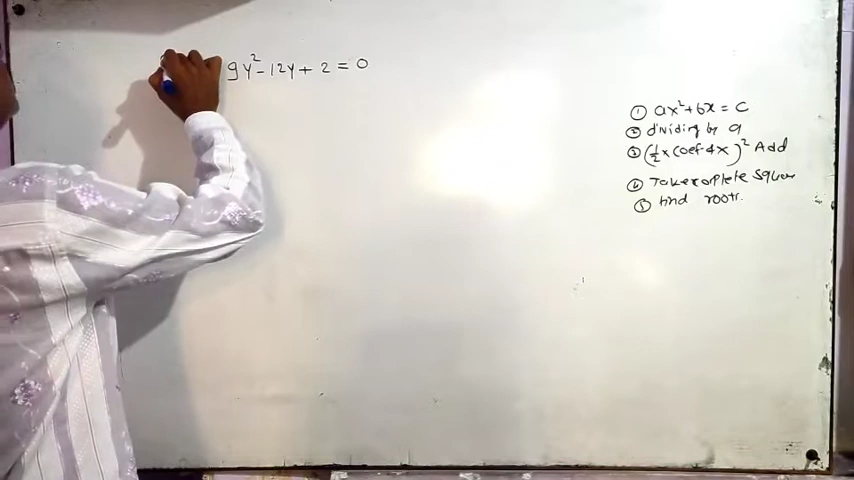 9y² - 12y + 2 = 0
① ax² + bx = c
② dividing by a
③ (½ x coef. 4 x)² Add
④ Take complete square
⑤ find roots.